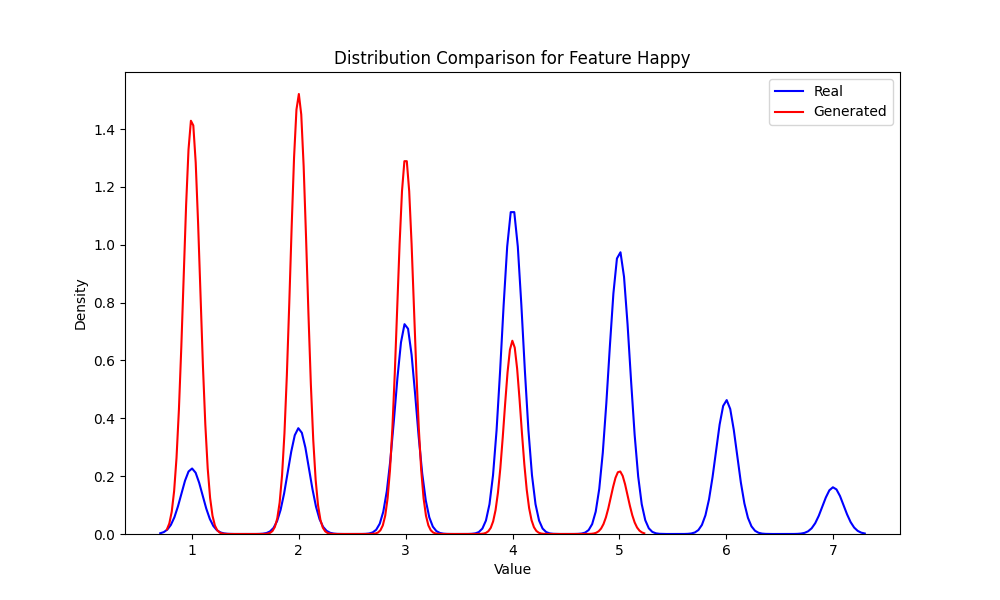 Distribution Comparison for Feature Happy
Real
Generated
Density
1.4
1.2
1.0
0.8
0.6
0.4
0.2
0.0
1 2 3 4 5 6 7
Value